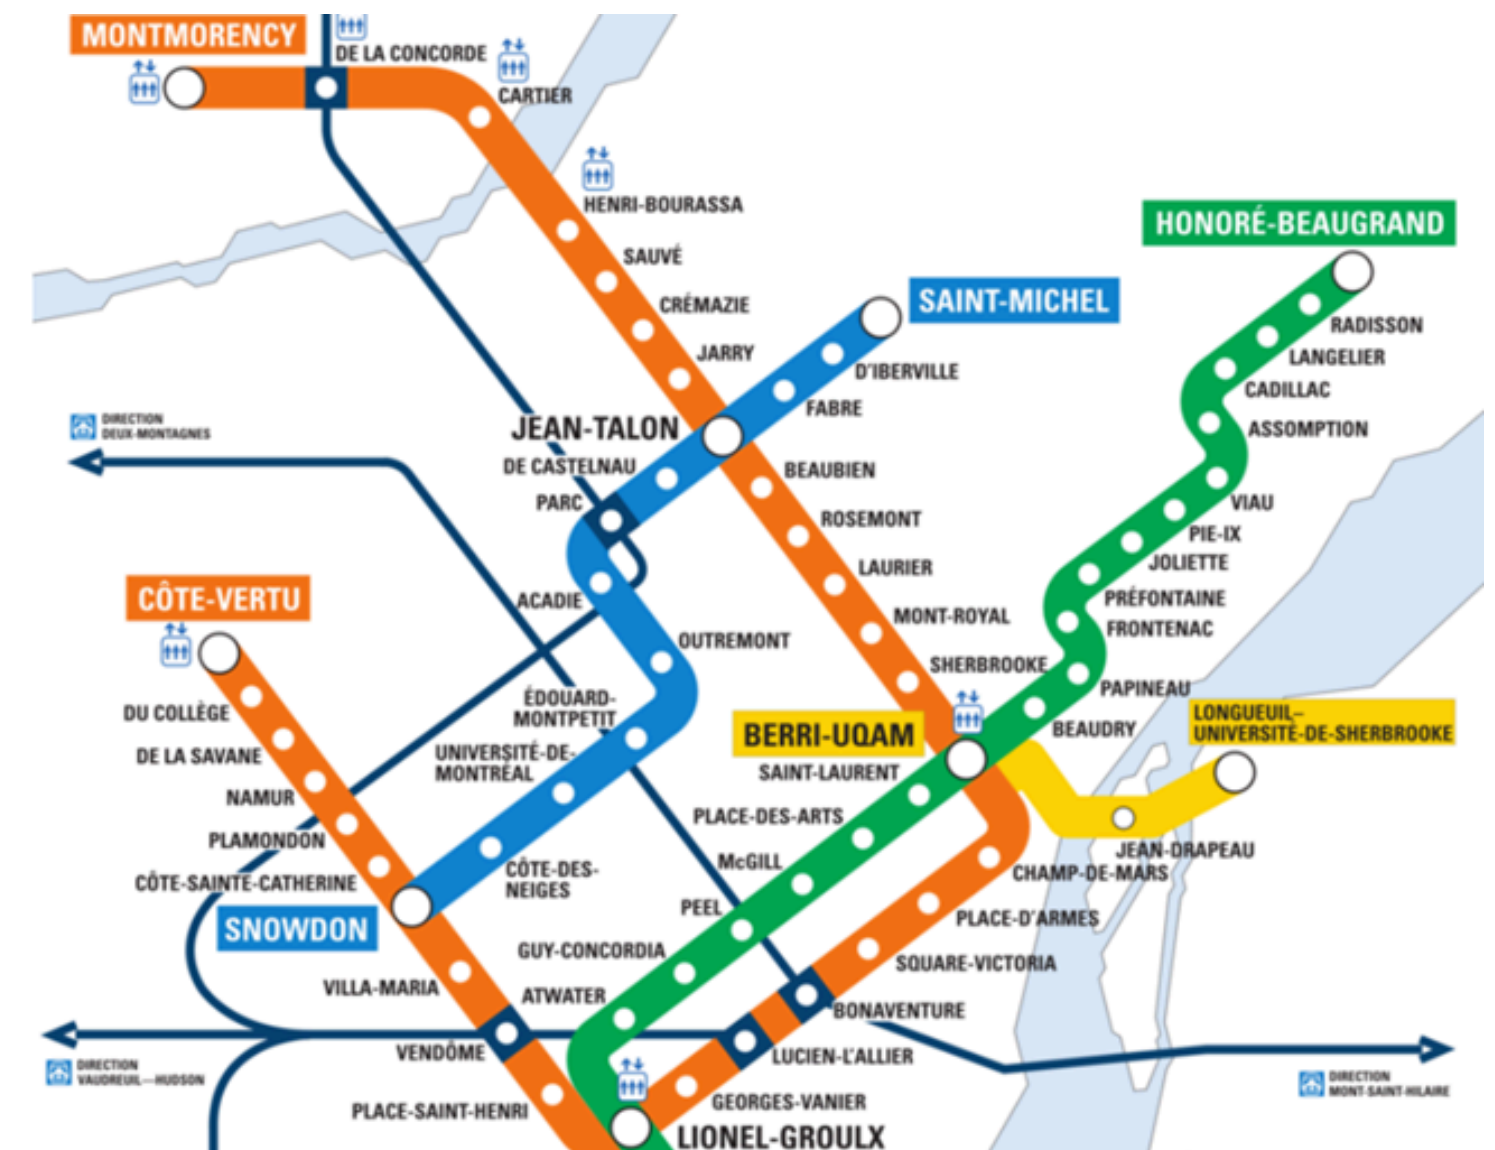 MONTMORENCY
DE LA CONCORDE
CARTIER
HENRI-BOURASSA
HONORÉ-BEAUGRAND
SAUVÉ
SAINT-MICHEL
CRÉMAZIE
RADISSON
JARRY
LANGELIER
D'IBERVILLE
CADILLAC
FABRE
DIRECTION
DEUX-MONTAGNES
JEAN-TALON
ASSOMPTION
DE CASTELNAU
BEAUBIEN
PARC
VIAU
ROSEMONT
PIE-IX
JOLIETTE
LAURIER
CÔTE-VERTU
ACADIE
PRÉFONTAINE
MONT-ROYAL
FRONTENAC
OUTREMONT
SHERBROOKE
PAPINEAU
ÉDOUARD-
MONTPETIT
DU COLLÈGE
LONGUEUIL–
UNIVERSITÉ-DE-SHERBROOKE
BERRI-UQAM
BEAUDRY
DE LA SAVANE
UNIVERSITÉ-DE-
MONTRÉAL
SAINT-LAURENT
NAMUR
PLACE-DES-ARTS
PLAMONDON
JEAN-DRAPEAU
McGILL
CHAMP-DE-MARS
CÔTE-SAINTE-CATHERINE
CÔTE-DES-
NEIGES
PEEL
PLACE-D'ARMES
SNOWDON
GUY-CONCORDIA
SQUARE-VICTORIA
VILLA-MARIA
ATWATER
BONAVENTURE
VENDÔME
LUCIEN-L'ALLIER
DIRECTION
VAUDREUIL—HUDSON
DIRECTION
MONT-SAINT-HILAIRE
PLACE-SAINT-HENRI
GEORGES-VANIER
LIONEL-GROULX